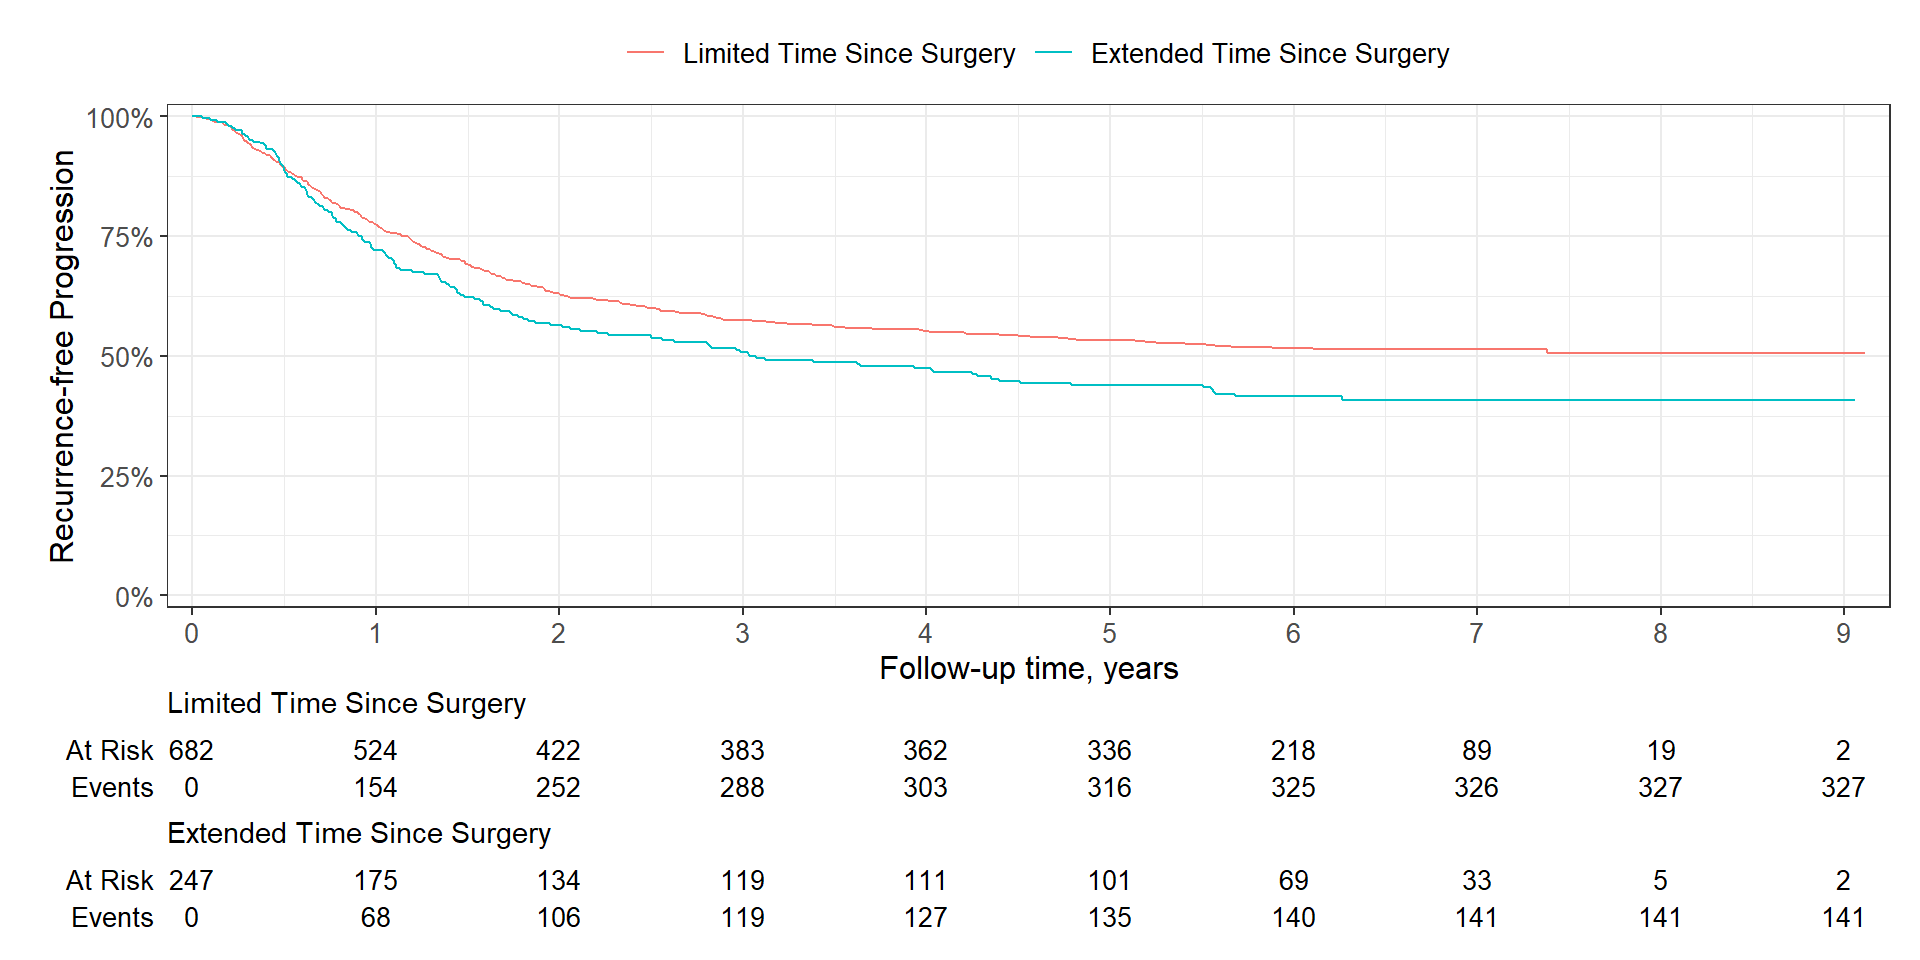 Limited Time Since Surgery Extended Time Since Surgery
Recurrence-free Progression
100%
75%
50%
25%
0%
0 1 2 3 4 5 6 7 8 9
Follow-up time, years
Limited Time Since Surgery
At Risk 682 524 422 383 362 336 218 89 19 2
Events 0 154 252 288 303 316 325 326 327 327
Extended Time Since Surgery
At Risk 247 175 134 119 111 101 69 33 5 2
Events 0 68 106 119 127 135 140 141 141 141